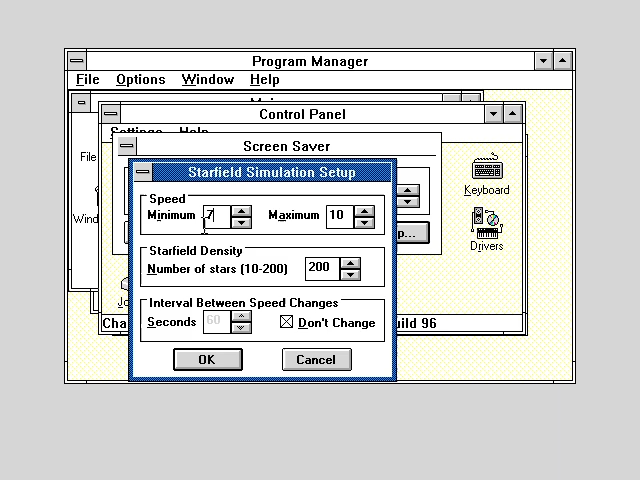 Program Manager
File Options Window Help
Control Panel
Settings Help
Screen Saver
File
Starfield Simulation Setup
Keyboard
Speed
Minimum 7 Maximum 10
Wind
p...
Drivers
Starfield Density
Number of stars (10-200) 200
Interval Between Speed Changes
Seconds 60 Don't Change
Cha
uild 96
OK Cancel